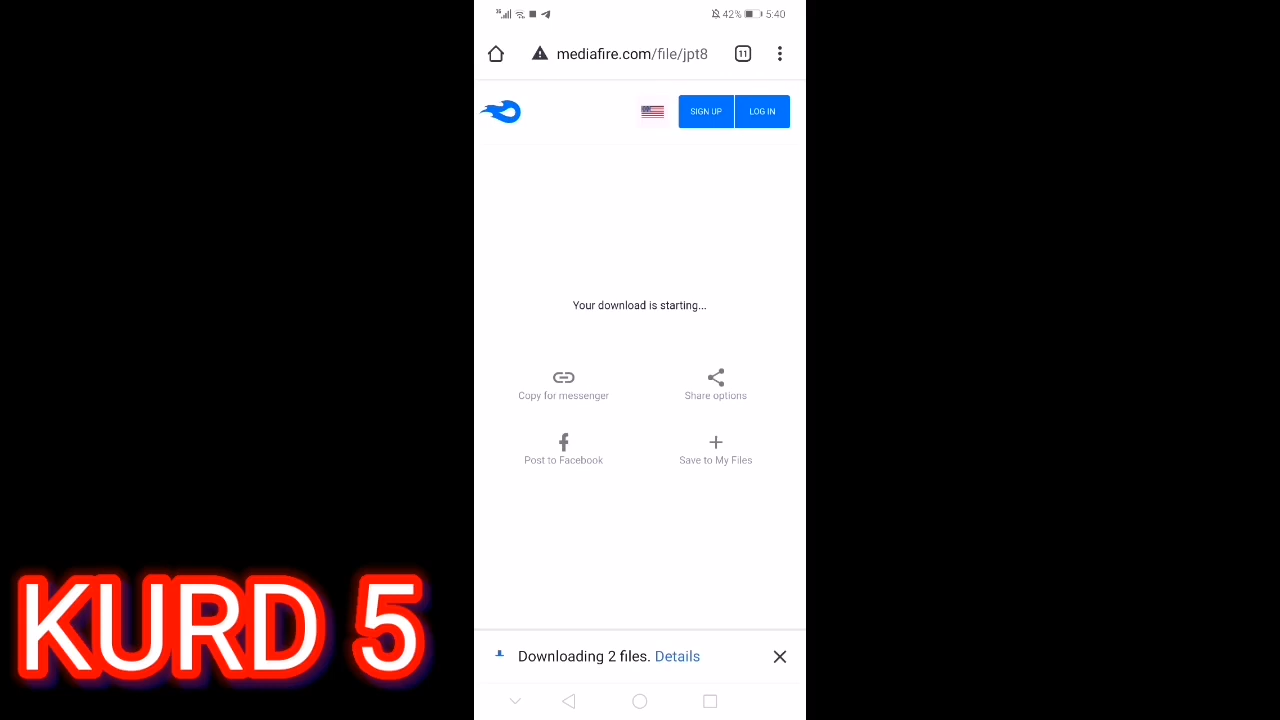 3G 42% 5:40
mediafire.com/file/jpt8 11
SIGN UP LOG IN
Your download is starting...
Copy for messenger Share options
Post to Facebook Save to My Files
KURD 5
Downloading 2 files. Details